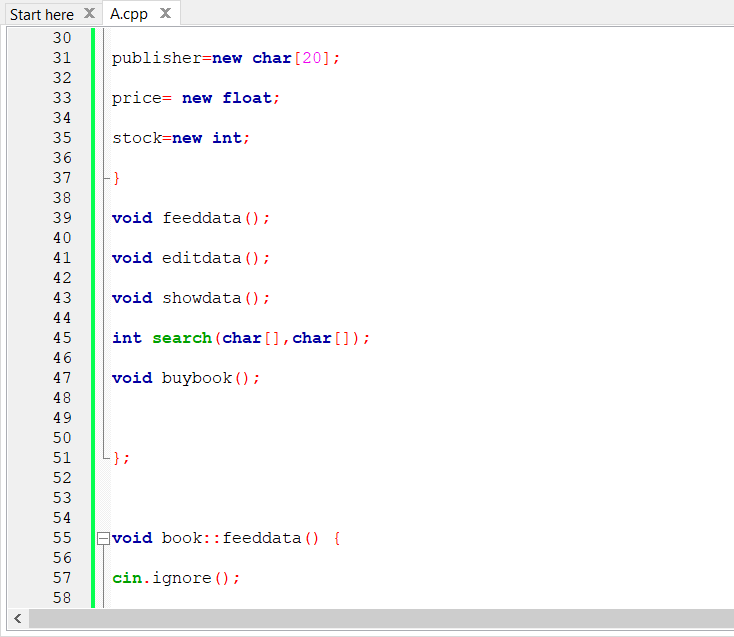 Start here X A.cpp X
30
31 publisher=new char[20];
32
33 price= new float;
34
35 stock=new int;
36
37 }
38
39 void feeddata();
40
41 void editdata();
42
43 void showdata();
44
45 int search(char[],char[]);
46
47 void buybook();
48
49
50
51 };
52
53
54
55 void book::feeddata() {
56
57 cin.ignore();
58